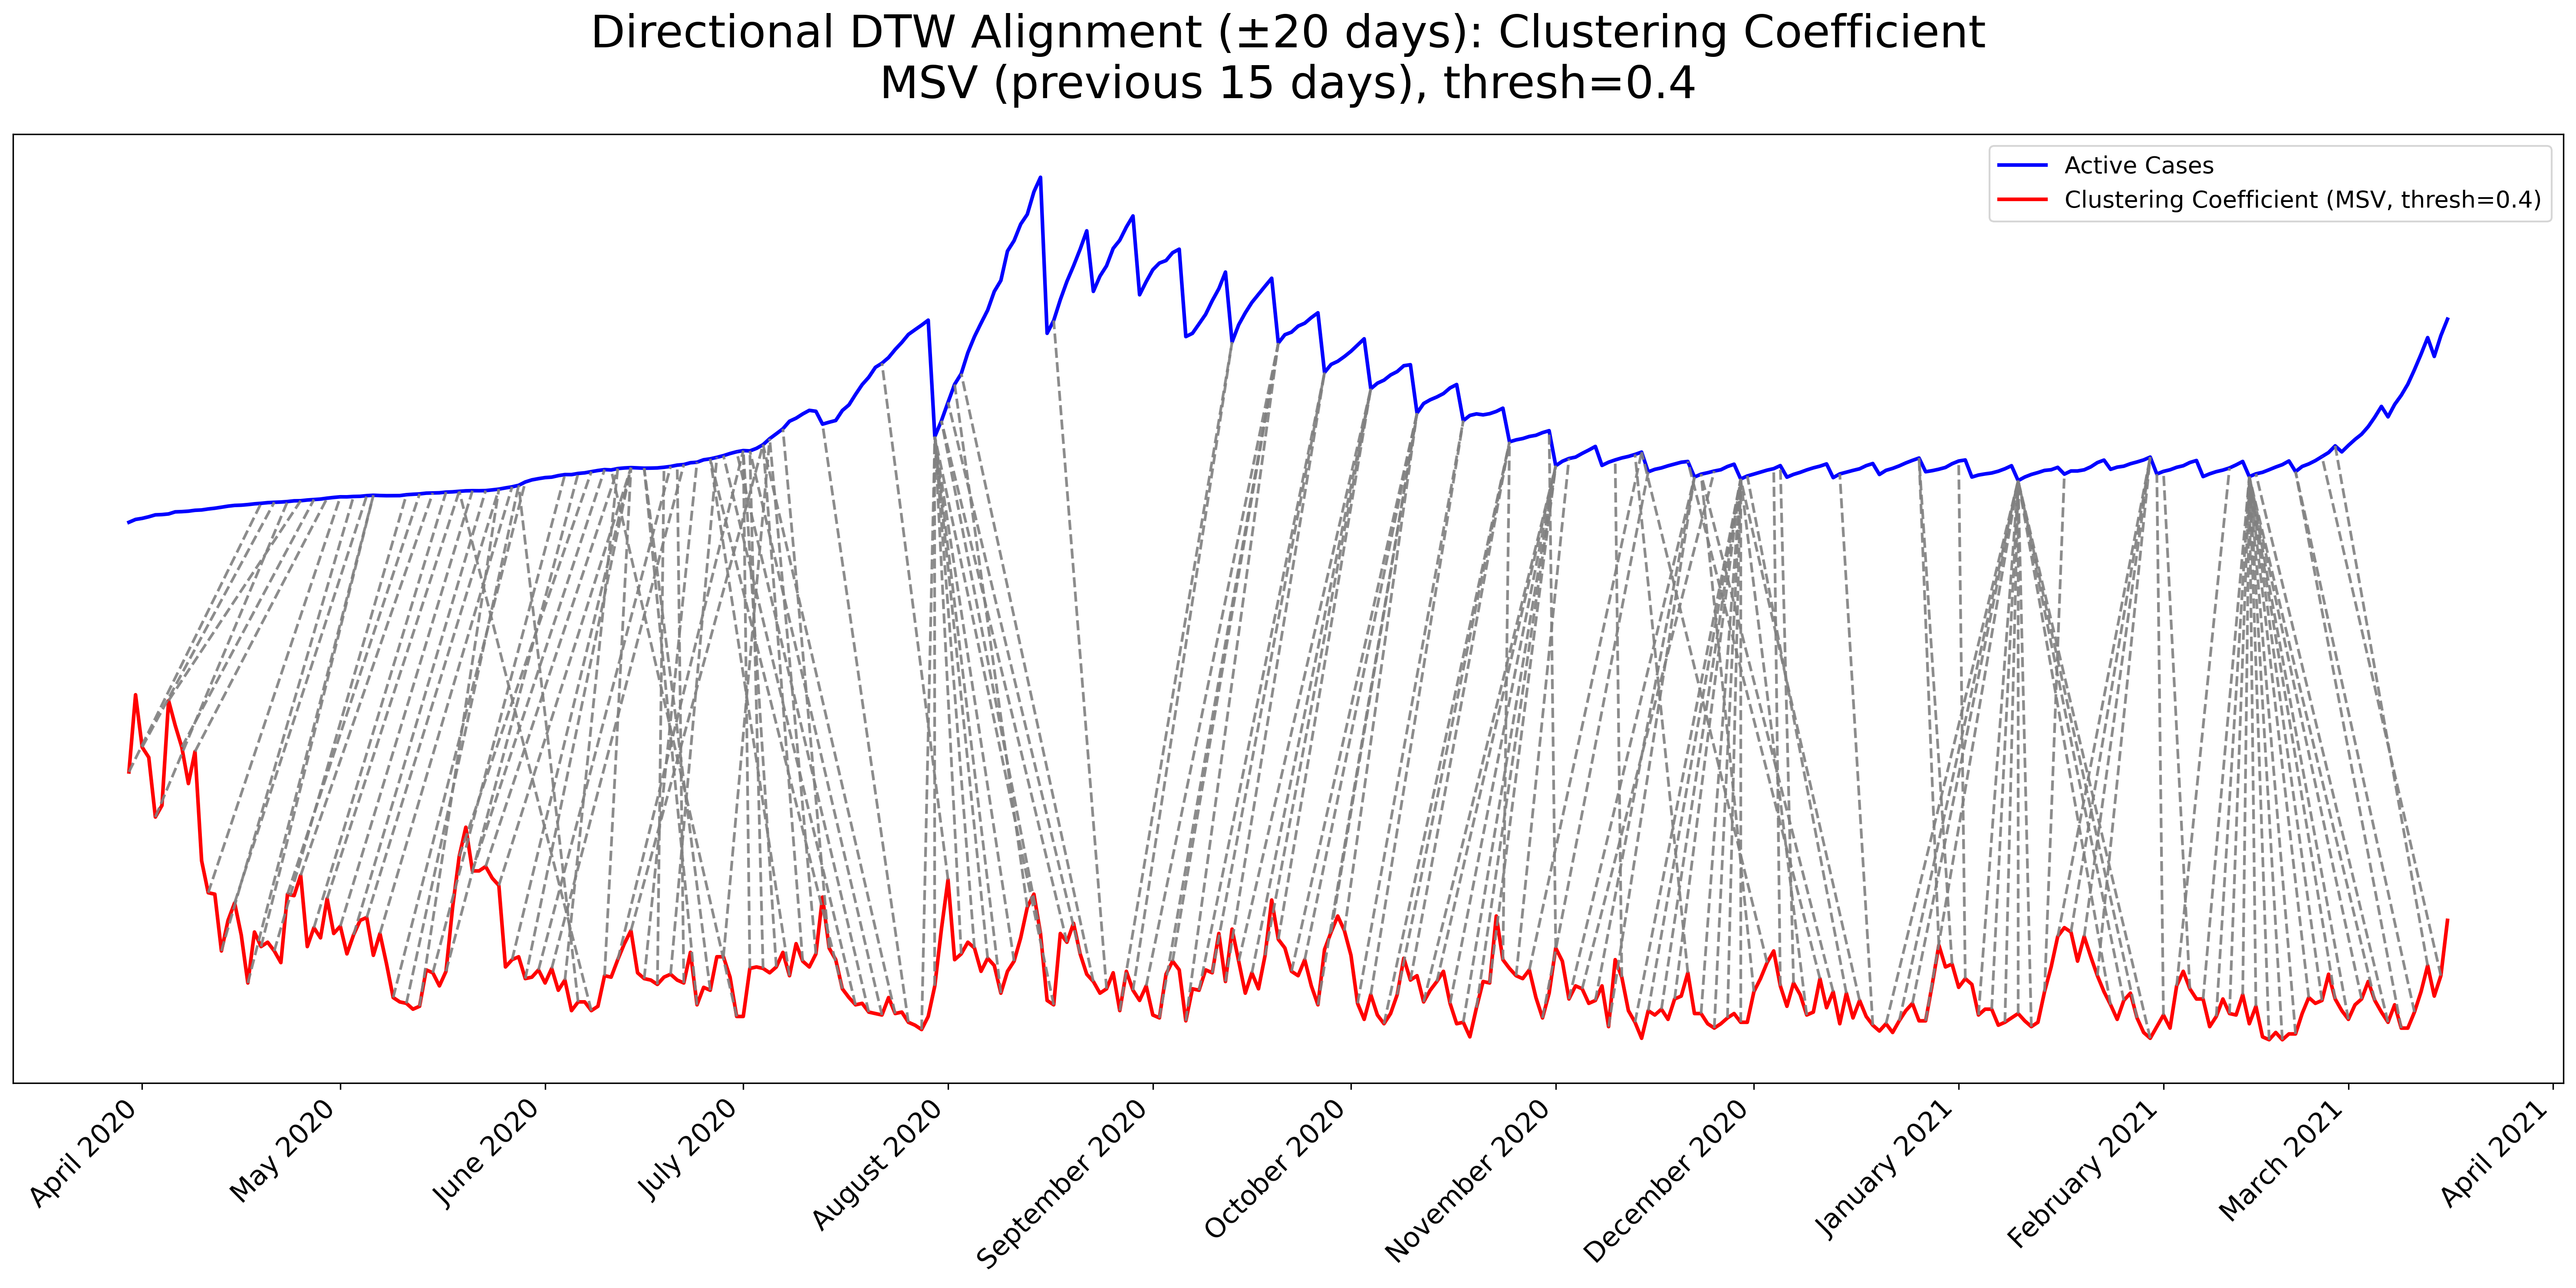 Directional DTW Alignment (±20 days): Clustering Coefficient
MSV (previous 15 days), thresh=0.4
Active Cases
Clustering Coefficient (MSV, thresh=0.4)
April 2020
May 2020
June 2020
July 2020
August 2020
September 2020
October 2020
November 2020
December 2020
January 2021
February 2021
March 2021
April 2021